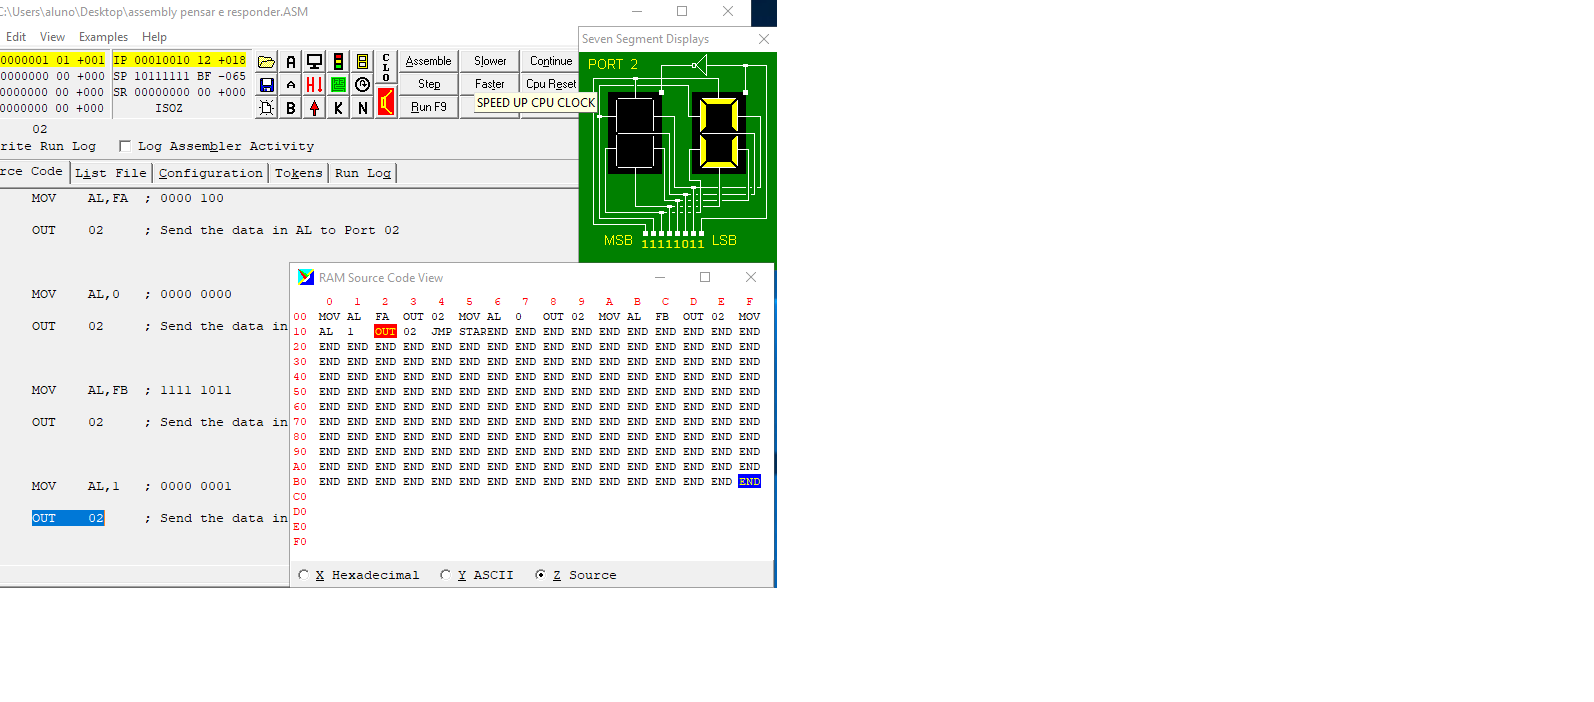 C:\Users\aluno\Desktop\assembly pensar e responder.ASM
Edit View Examples Help
0000001 01 +001 IP 00010010 12 +018
0000000 00 +000 SP 10111111 BF -065
0000000 00 +000 SR 00000000 00 +000
0000000 00 +000 ISOZ
A C L O Assemble Slower Continue
A H↓ Step Faster Cpu Reset
B K N Run F9
SPEED UP CPU CLOCK
02
rite Run Log Log Assembler Activity
rce Code List File Configuration Tokens Run Log
MOV AL,FA ; 0000 100
OUT 02 ; Send the data in AL to Port 02
MOV AL,0 ; 0000 0000
OUT 02 ; Send the data in
MOV AL,FB ; 1111 1011
OUT 02 ; Send the data in
MOV AL,1 ; 0000 0001
OUT 02 ; Send the data in
Seven Segment Displays
PORT 2
MSB 11111011 LSB
RAM Source Code View
0 1 2 3 4 5 6 7 8 9 A B C D E F
00 MOV AL FA OUT 02 MOV AL 0 OUT 02 MOV AL FB OUT 02 MOV
10 AL 1 OUT 02 JMP STAREND END END END END END END END END END
20 END END END END END END END END END END END END END END END END
30 END END END END END END END END END END END END END END END END
40 END END END END END END END END END END END END END END END END
50 END END END END END END END END END END END END END END END END
60 END END END END END END END END END END END END END END END END
70 END END END END END END END END END END END END END END END END
80 END END END END END END END END END END END END END END END END
90 END END END END END END END END END END END END END END END END
A0 END END END END END END END END END END END END END END END END
B0 END END END END END END END END END END END END END END END END
C0
D0
E0
F0
X Hexadecimal Y ASCII Z Source